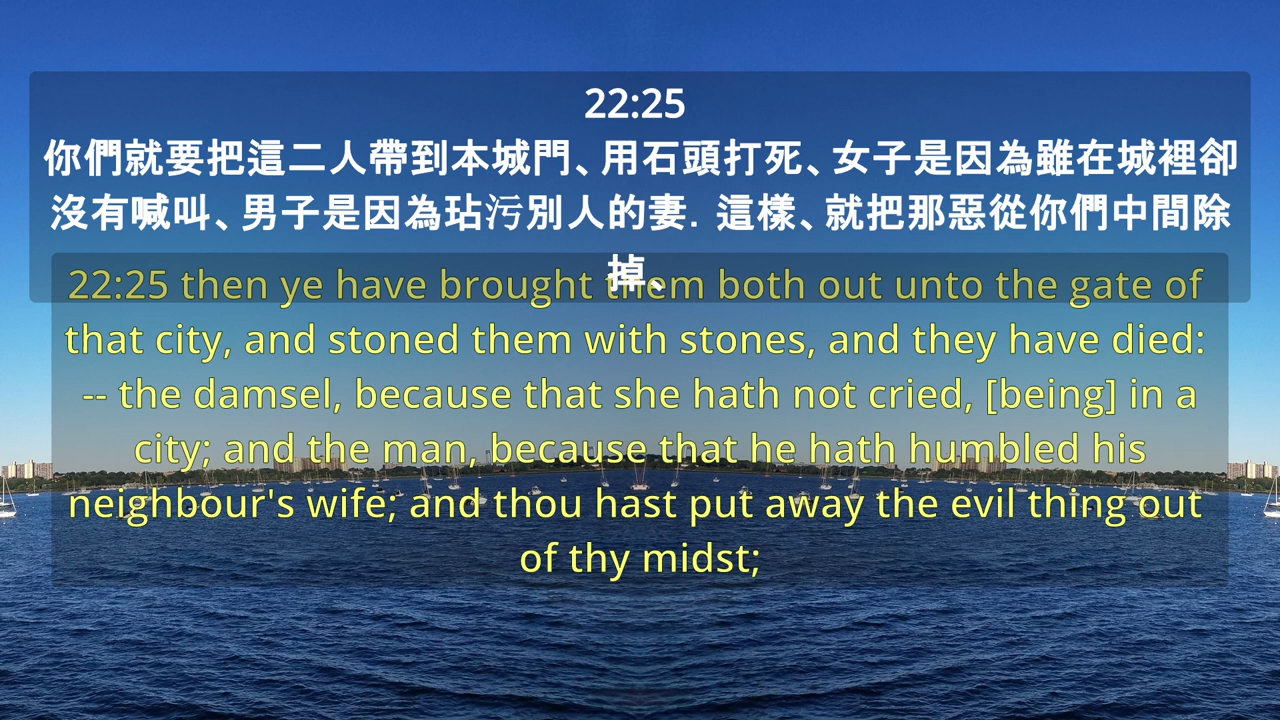 22:25
你們就要把這二人帶到本城門、用石頭打死、女子是因為雖在城裡卻
沒有喊叫、男子是因為玷污別人的妻．這樣、就把那惡從你們中間除
掉、
22:25 then ye have brought them both out unto the gate of
that city, and stoned them with stones, and they have died:
-- the damsel, because that she hath not cried, [being] in a
city; and the man, because that he hath humbled his
neighbour's wife; and thou hast put away the evil thing out
of thy midst;